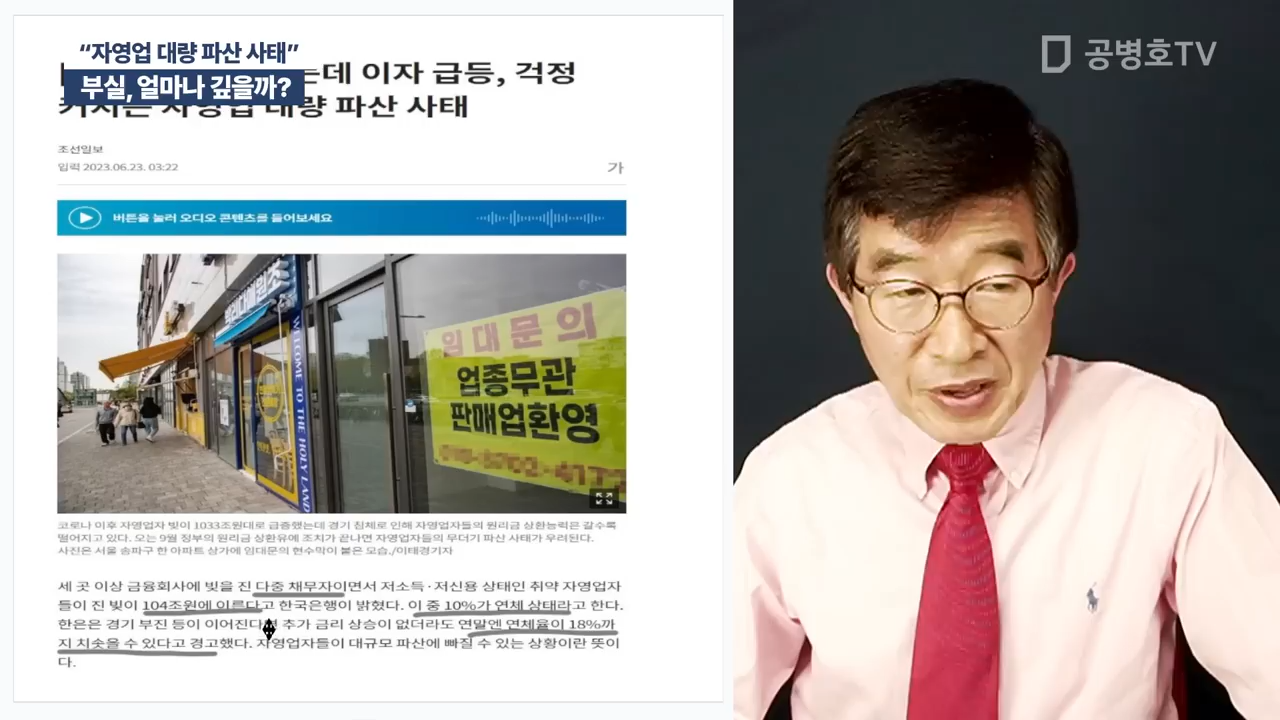 “자영업 대량 파산 사태”
부실, 얼마나 깊을까?
는데 이자 급등, 걱정
커지는 자영업 대량 파산 사태
조선일보
입력 2023.06.23. 03:22
가
버튼을 눌러 오디오 콘텐츠를 들어보세요
WELCOME TO THE HOLY LAND
임대문의
업종무관
판매업환영
코로나 이후 자영업자 빚이 1033조원대로 급증했는데 경기 침체로 인해 자영업자들의 원리금 상환능력은 갈수록
떨어지고 있다. 오는 9월 정부의 원리금 상환유예 조치가 끝나면 자영업자들의 무더기 파산 사태가 우려된다.
사진은 서울 송파구 한 아파트 상가에 임대문의 현수막이 붙은 모습./이태경기자
세 곳 이상 금융회사에 빚을 진 다중 채무자이면서 저소득·저신용 상태인 취약 자영업자
들이 진 빚이 104조원에 이른다고 한국은행이 밝혔다. 이 중 10%가 연체 상태라고 한다.
한은은 경기 부진 등이 이어진다면 추가 금리 상승이 없더라도 연말엔 연체율이 18%까
지 치솟을 수 있다고 경고했다. 자영업자들이 대규모 파산에 빠질 수 있는 상황이란 뜻이
다.
공병호TV